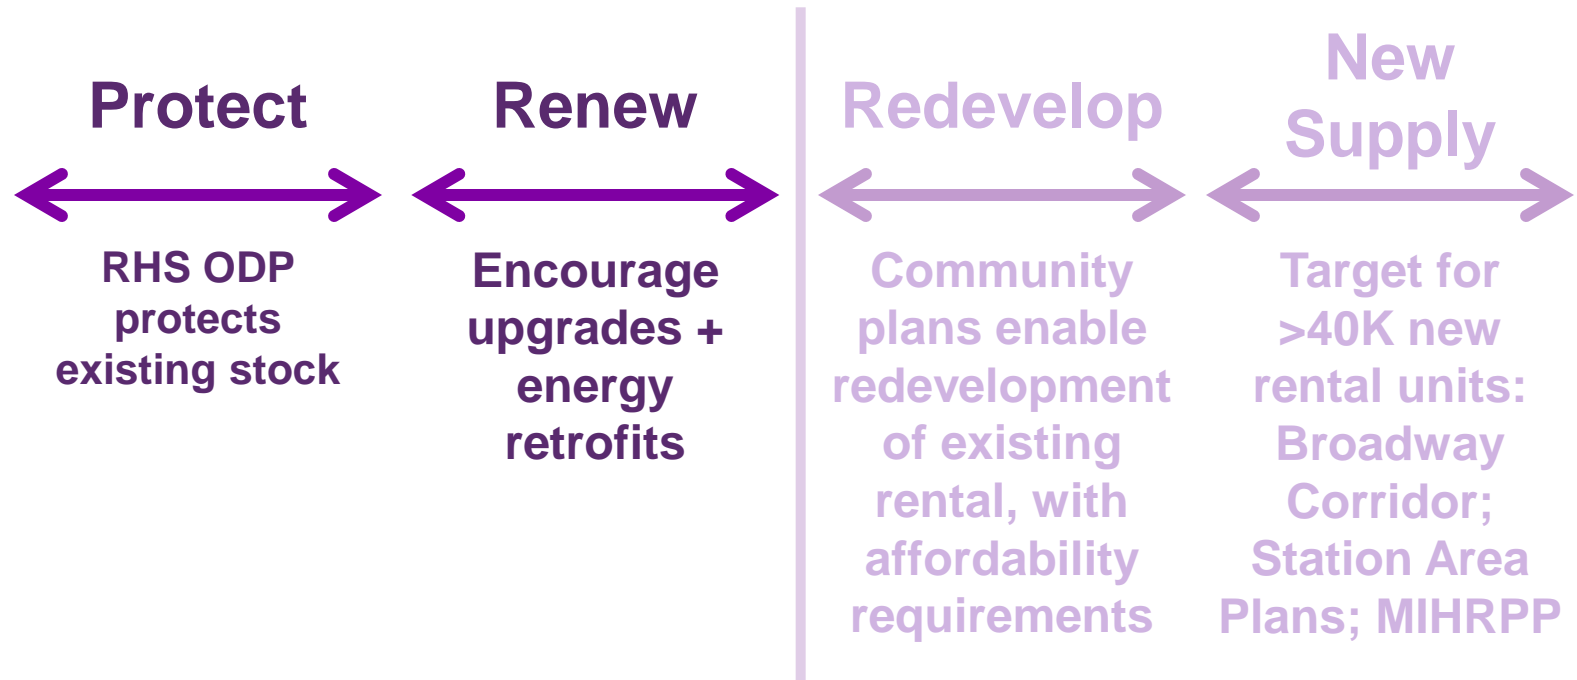 Protect
RHS ODP
protects
existing stock
Renew
Encourage
upgrades +
energy
retrofits
Redevelop
Community
plans enable
redevelopment
of existing
rental, with
affordability
requirements
New
Supply
Target for
>40K new
rental units:
Broadway
Corridor;
Station Area
Plans; MIHRPP